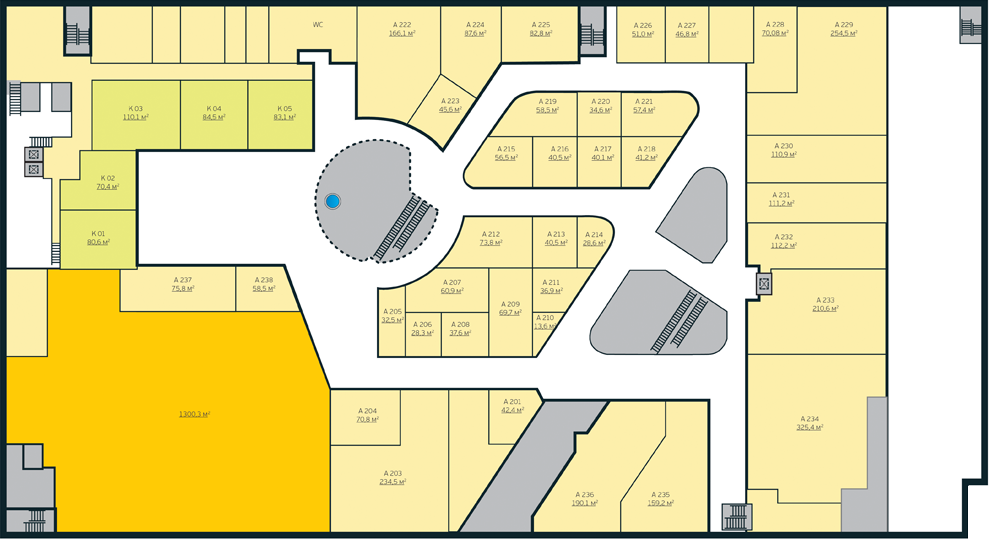 WC
A 222
166,1 м²
A 224
87,6 м²
A 225
82,8 м²
A 226
51,0 м²
A 227
46,8 м²
A 228
70,08 м²
A 229
254,5 м²
A 223
45,6 м²
K 03
110,1 м²
K 04
84,5 м²
K 05
83,1 м²
A 219
58,5 м²
A 220
34,6 м²
A 221
57,4 м²
A 215
56,5 м²
A 216
40,5 м²
A 217
40,1 м²
A 218
41,2 м²
A 230
110,9 м²
K 02
70,4 м²
A 231
111,2 м²
K 01
80,6 м²
A 212
73,8 м²
A 213
40,5 м²
A 214
28,6 м²
A 232
112,2 м²
A 237
75,8 м²
A 238
58,5 м²
A 207
60,9 м²
A 211
36,9 м²
A 209
69,7 м²
A 233
210,6 м²
A 205
32,5 м²
A 206
28,3 м²
A 208
37,6 м²
A 210
13,6 м²
1300,3 м²
A 204
70,8 м²
A 201
42,4 м²
A 234
325,4 м²
A 203
234,5 м²
A 236
190,1 м²
A 235
159,2 м²